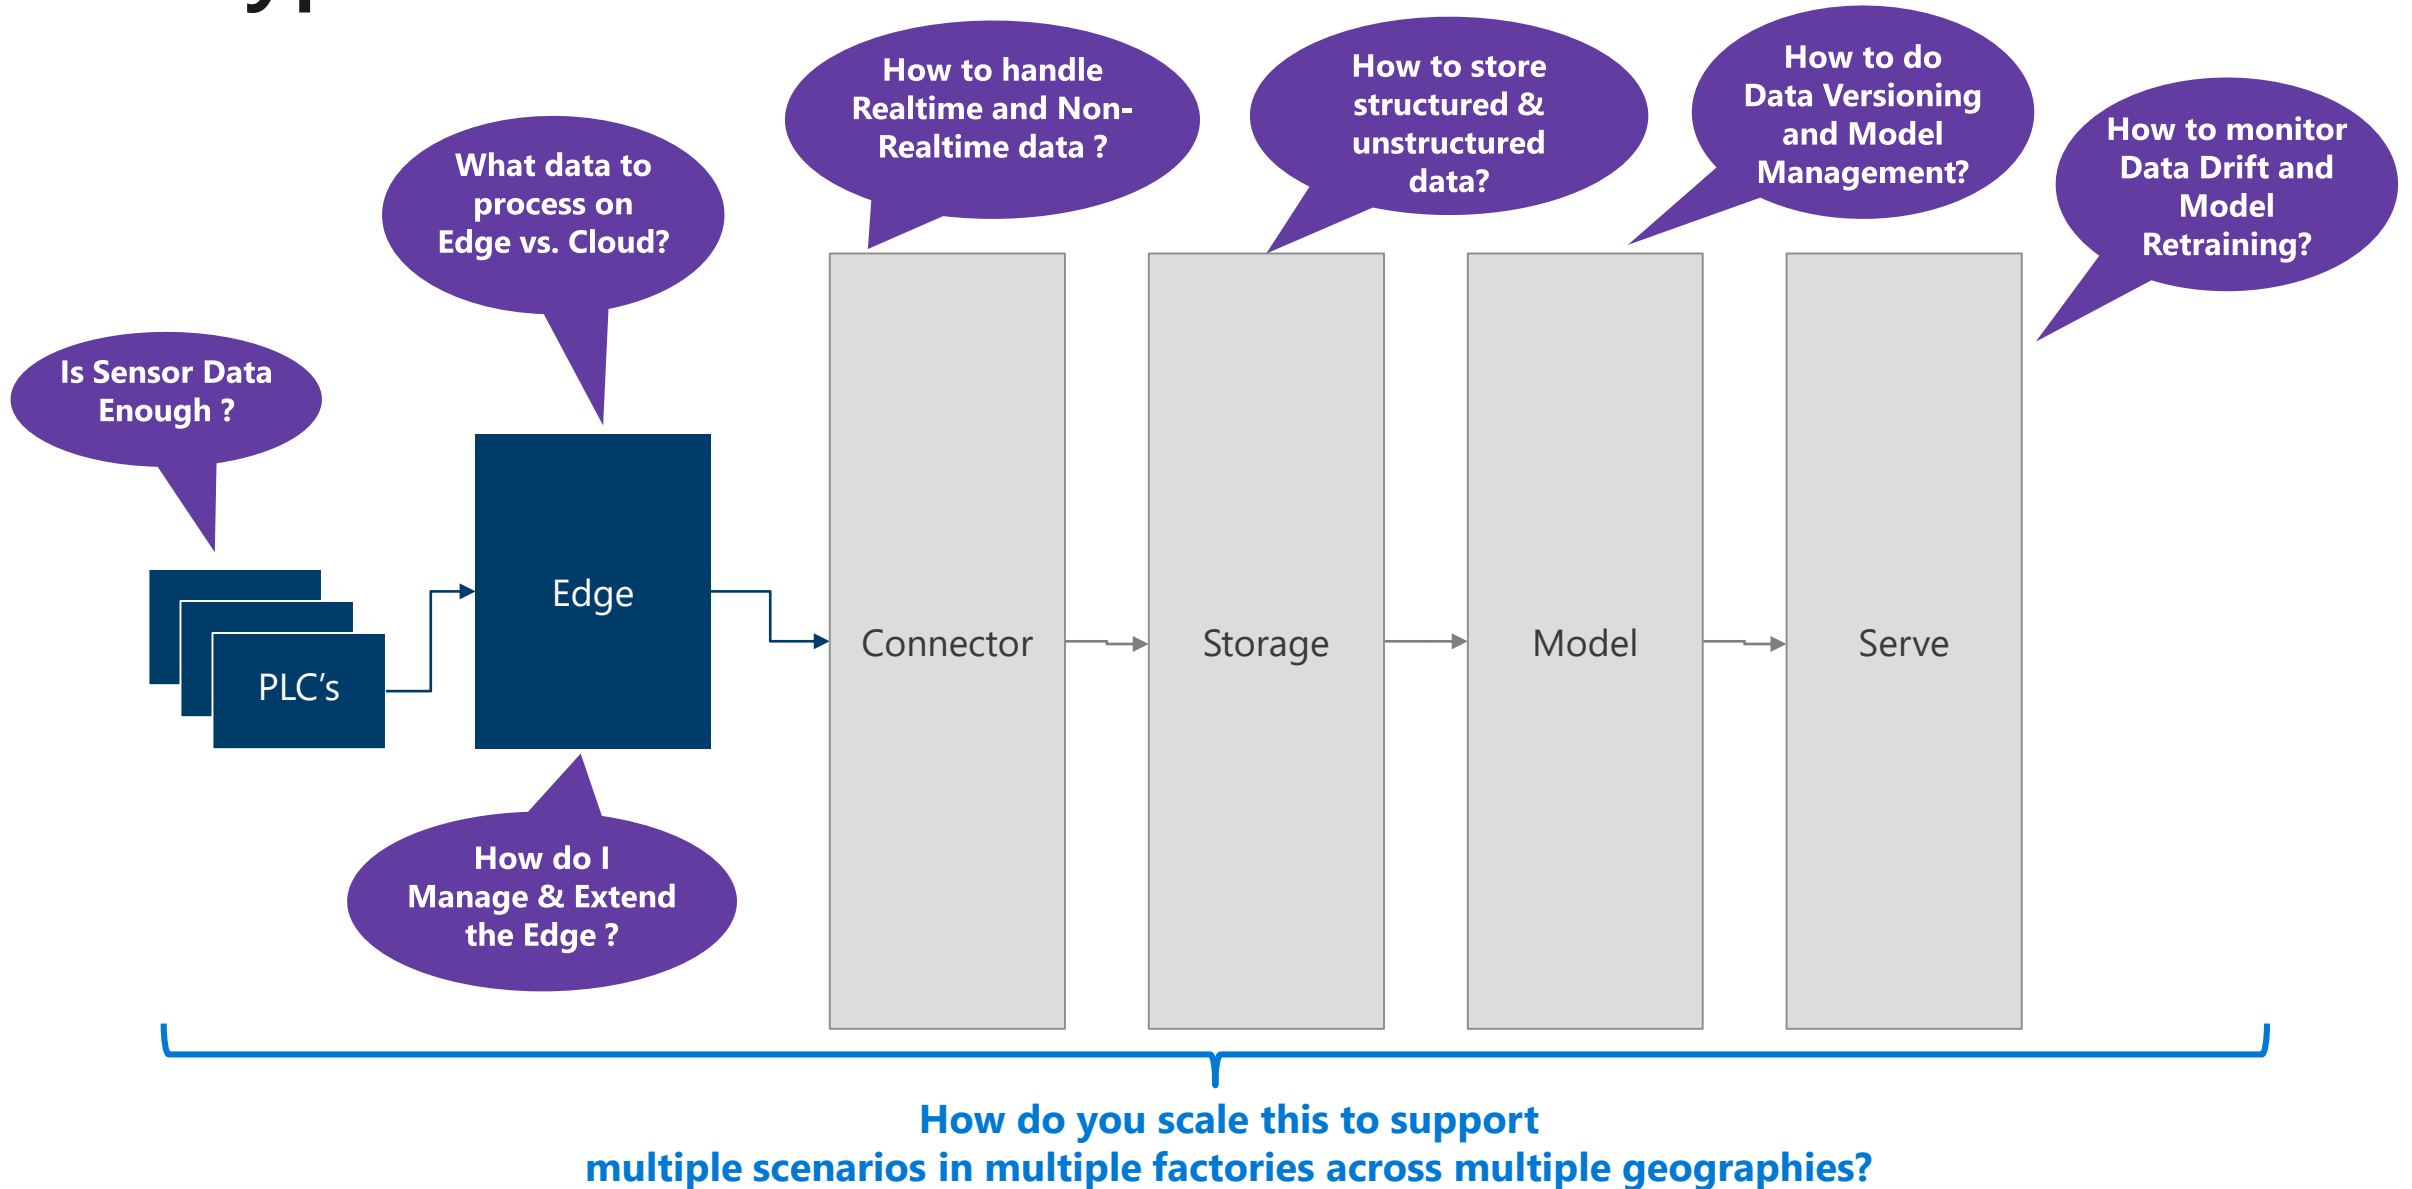 How to handle
Realtime and Non-
Realtime data ?
How to store
structured &
unstructured
data?
How to do
Data Versioning
and Model
Management?
How to monitor
Data Drift and
Model
Retraining?
What data to
process on
Edge vs. Cloud?
Is Sensor Data
Enough ?
Edge
PLC’s
Connector
Storage
Model
Serve
How do I
Manage & Extend
the Edge ?
How do you scale this to support
multiple scenarios in multiple factories across multiple geographies?